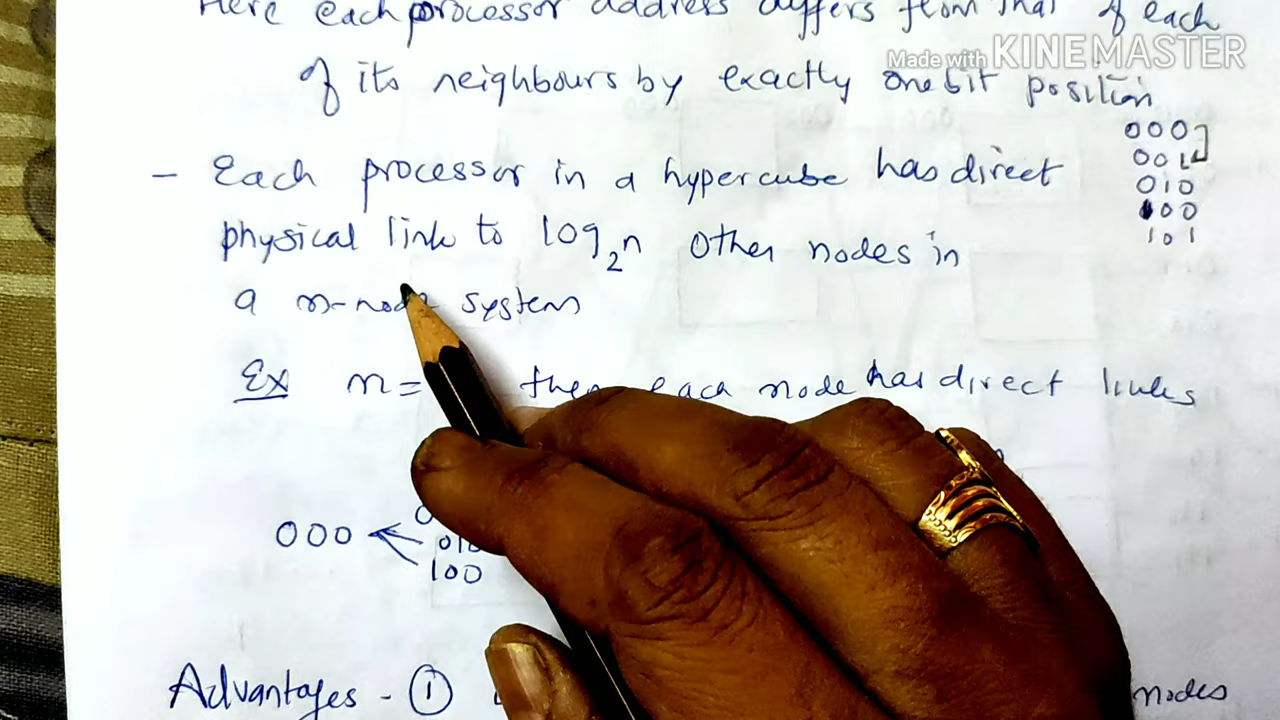 Here each processor address differs from that of each
Made with KINEMASTER
of its neighbours by exactly one bit position
000
001
010
100
101
- Each processor in a hypercube has direct
physical link to log2n other nodes in
a n-node system
Ex n= then each node has direct links
000
010
100
Advantages - 1 nodes